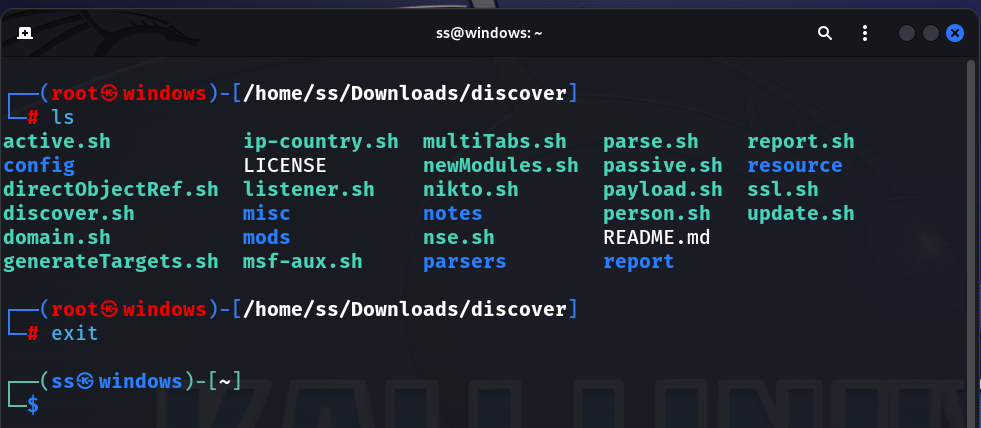 ss@windows: ~
┌──(root㉿windows)-[/home/ss/Downloads/discover]
└─# ls
active.sh ip-country.sh multiTabs.sh parse.sh report.sh
config LICENSE newModules.sh passive.sh resource
directObjectRef.sh listener.sh nikto.sh payload.sh ssl.sh
discover.sh misc notes person.sh update.sh
domain.sh mods nse.sh README.md
generateTargets.sh msf-aux.sh parsers report
┌──(root㉿windows)-[/home/ss/Downloads/discover]
└─# exit
┌──(ss㉿windows)-[~]
└─$
KALI LINUX